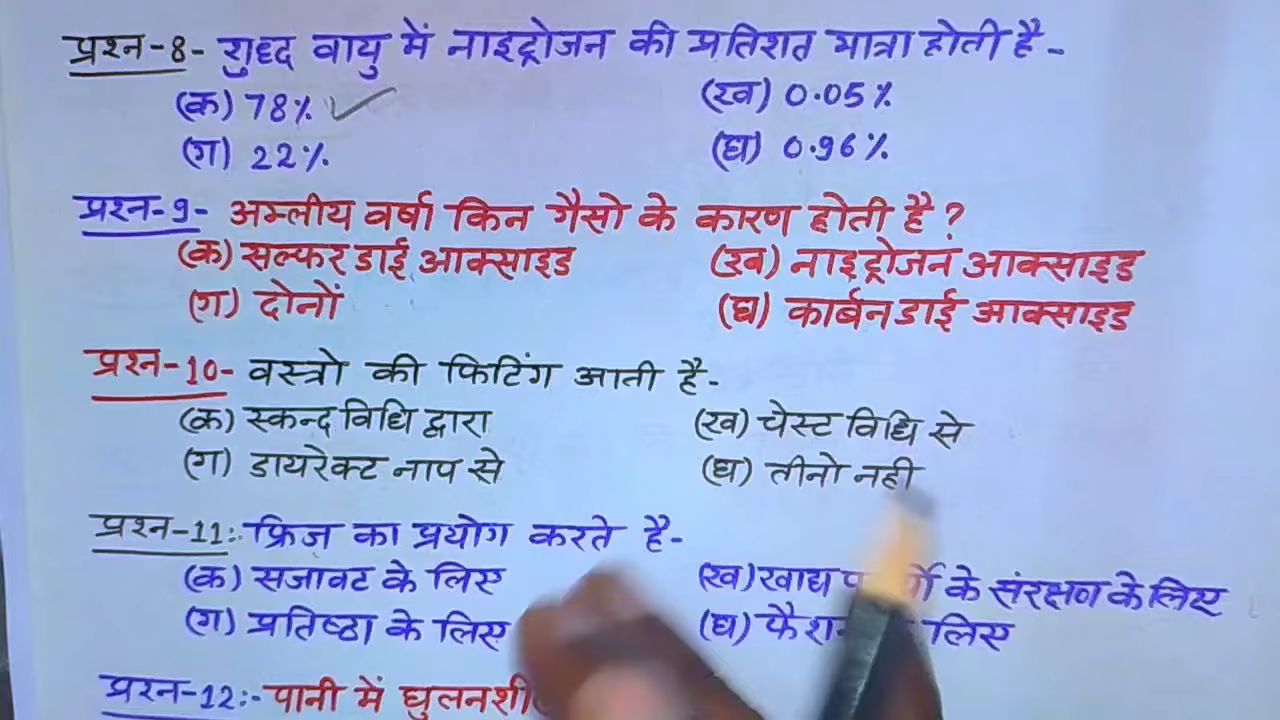 प्रश्न-8- शुध्द वायु में नाइट्रोजन की प्रतिशत मात्रा होती है-
(क) 78% ✓ (ख) 0.05%
(ग) 22% (घ) 0.96%
प्रश्न-9- अम्लीय वर्षा किन गैसो के कारण होती है ?
(क) सल्फर डाई आक्साइड (ख) नाइट्रोजन आक्साइड
(ग) दोनों (घ) कार्बन डाई आक्साइड
प्रश्न-10- वस्त्रो की फिटिंग आती है-
(क) स्कन्द विधि द्वारा (ख) चेस्ट विधि से
(ग) डायरेक्ट नाप से (घ) तीनो नही
प्रश्न-11:- फ्रिज का प्रयोग करते है-
(क) सजावट के लिए (ख) खाद्य के संरक्षण के लिए
(ग) प्रतिष्ठा के लिए (घ) लिए
प्रश्न-12:- पानी में